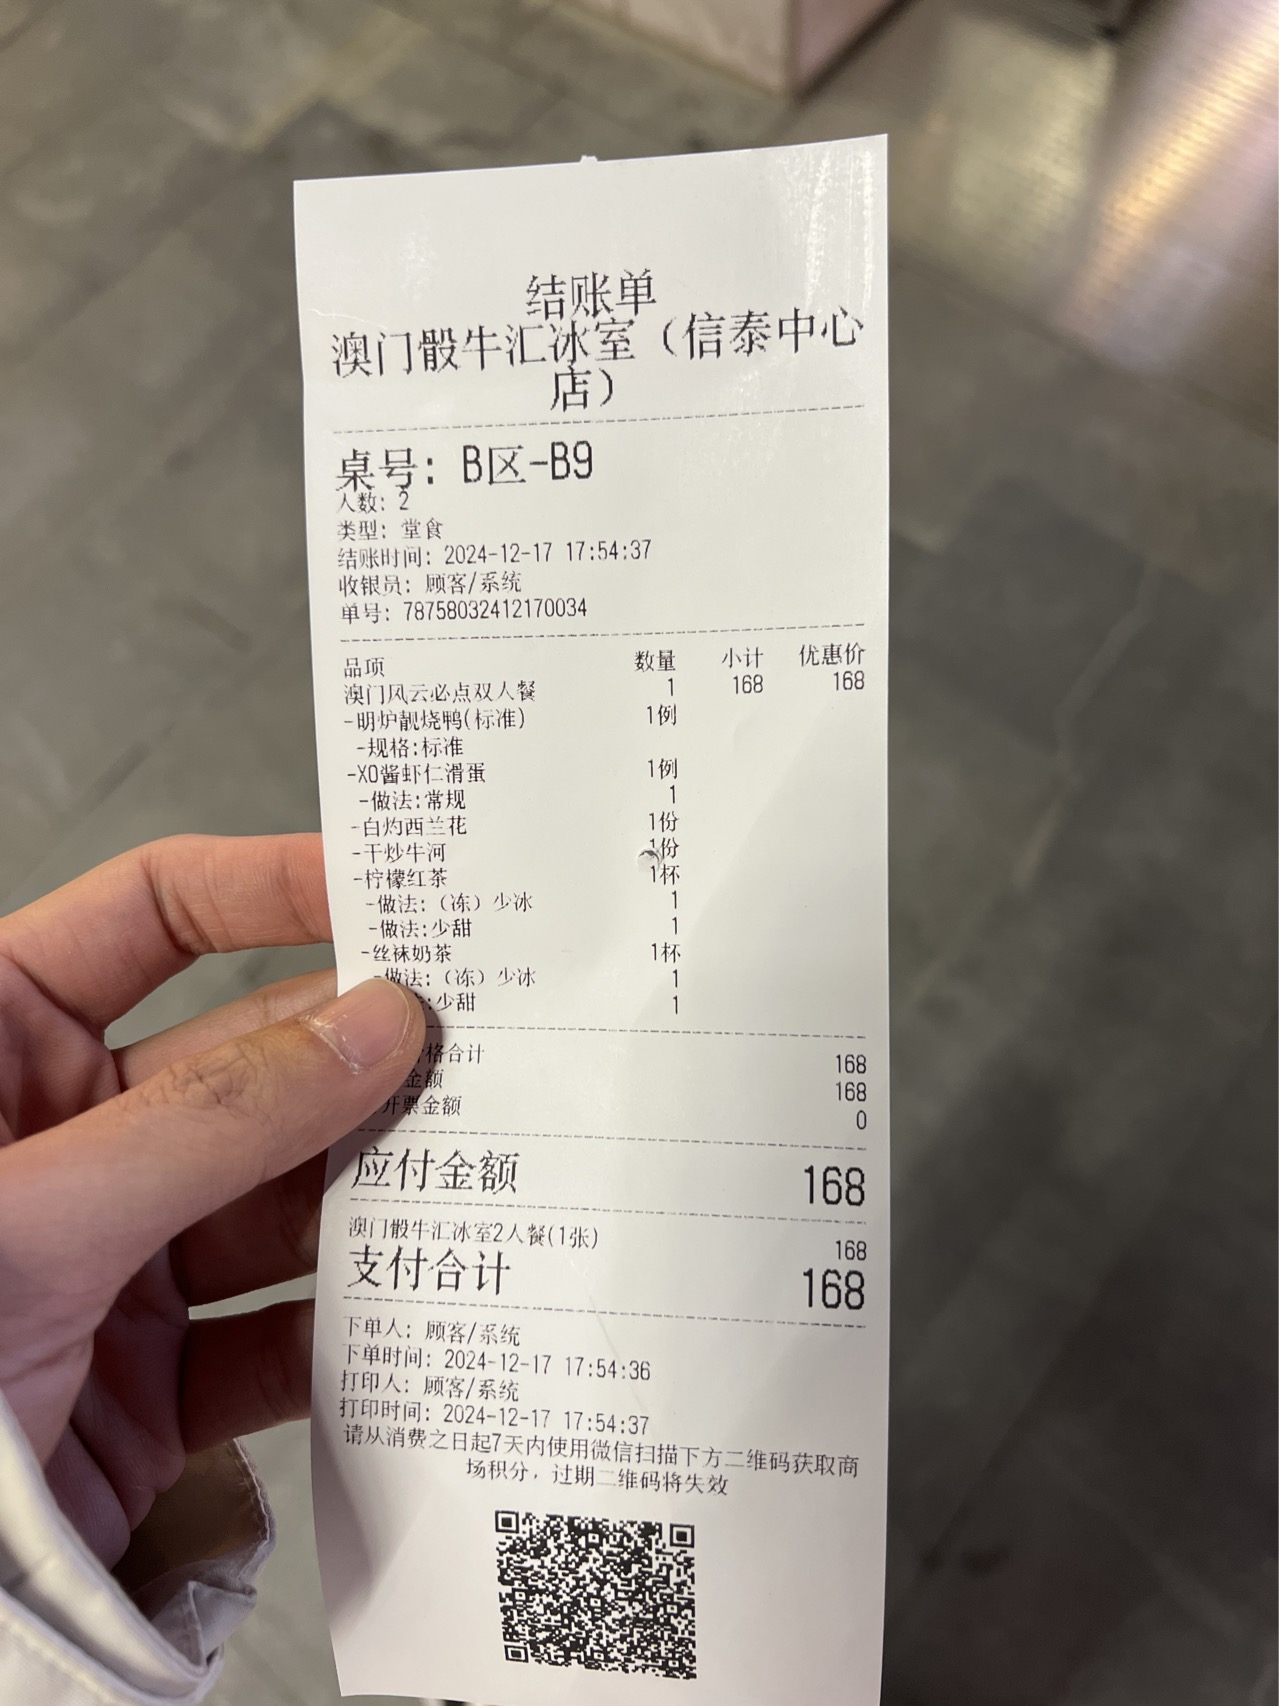 结账单
澳门骰牛汇冰室（信泰中心
店）
桌号：B区-B9
人数：2
类型：堂食
结账时间：2024-12-17 17:54:37
收银员：顾客/系统
单号：78758032412170034
品项 数量 小计 优惠价
澳门风云必点双人餐 1 168 168
-明炉靓烧鸭(标准) 1例
-规格:标准
-XO酱虾仁滑蛋 1例
-做法:常规 1
-白灼西兰花 1份
-干炒牛河 1份
-柠檬红茶 1杯
-做法:（冻）少冰 1
-做法:少甜 1
-丝袜奶茶 1杯
-做法:（冻）少冰 1
:少甜 1
格合计 168
金额 168
开票金额 0
应付金额 168
澳门骰牛汇冰室2人餐(1张) 168
支付合计 168
下单人：顾客/系统
下单时间：2024-12-17 17:54:36
打印人：顾客/系统
打印时间：2024-12-17 17:54:37
请从消费之日起7天内使用微信扫描下方二维码获取商
场积分，过期二维码将失效